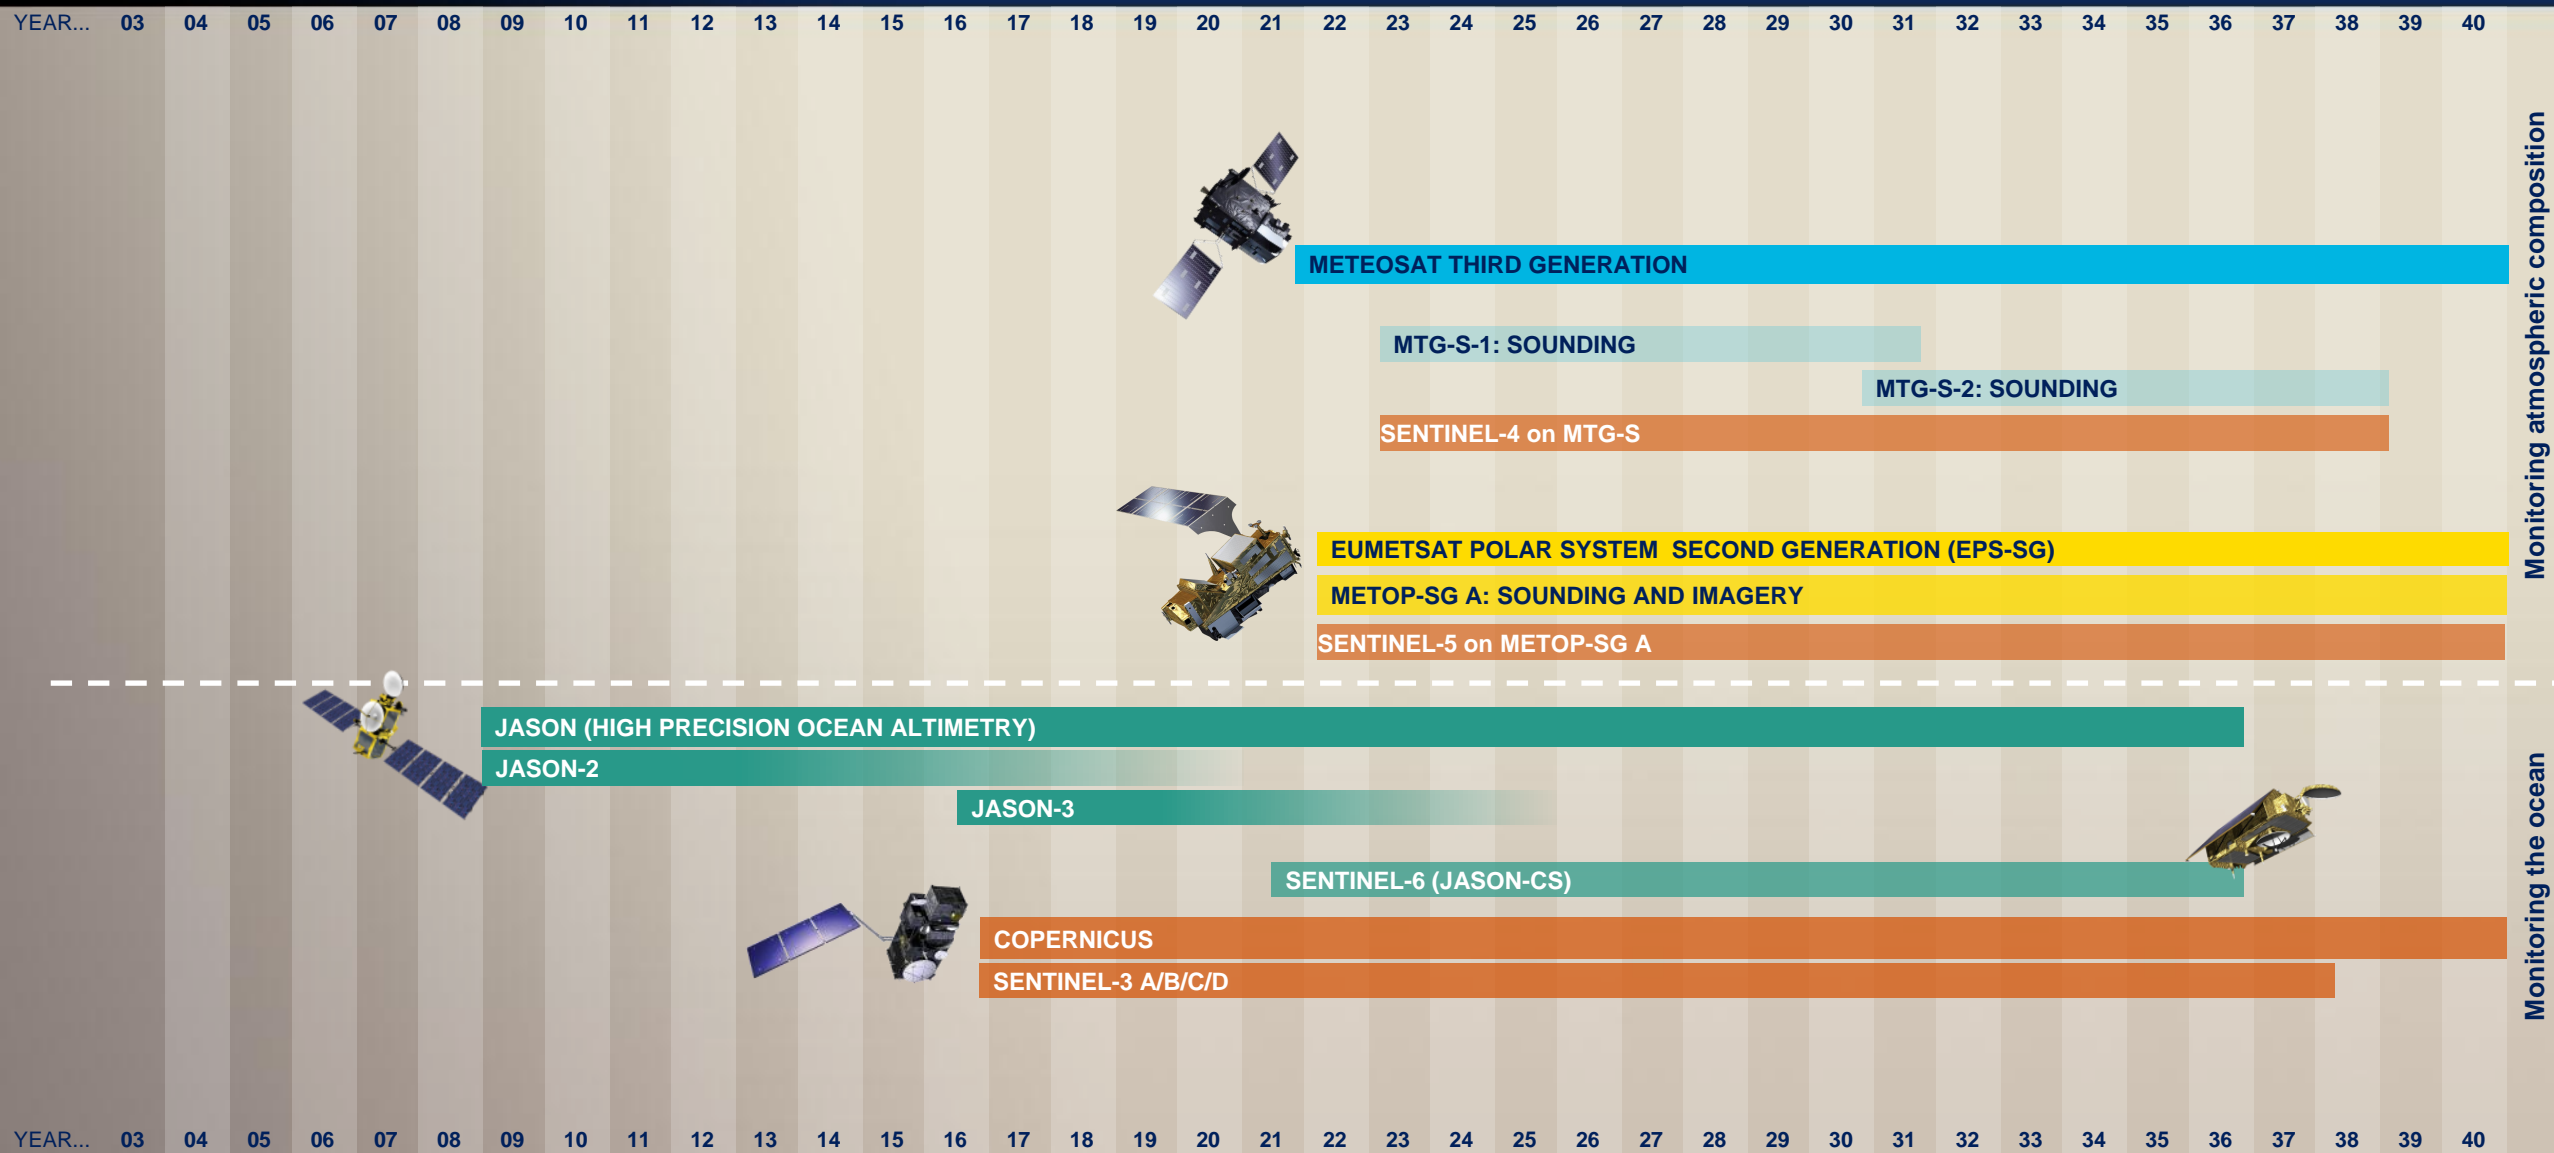 YEAR... 03 04 05 06 07 08 09 10 11 12 13 14 15 16 17 18 19 20 21 22 23 24 25 26 27 28 29 30 31 32 33 34 35 36 37 38 39 40
Monitoring atmospheric composition
METEOSAT THIRD GENERATION
MTG-S-1: SOUNDING
MTG-S-2: SOUNDING
SENTINEL-4 on MTG-S
EUMETSAT POLAR SYSTEM SECOND GENERATION (EPS-SG)
METOP-SG A: SOUNDING AND IMAGERY
SENTINEL-5 on METOP-SG A
JASON (HIGH PRECISION OCEAN ALTIMETRY)
JASON-2
JASON-3
SENTINEL-6 (JASON-CS)
COPERNICUS
SENTINEL-3 A/B/C/D
Monitoring the ocean
YEAR... 03 04 05 06 07 08 09 10 11 12 13 14 15 16 17 18 19 20 21 22 23 24 25 26 27 28 29 30 31 32 33 34 35 36 37 38 39 40